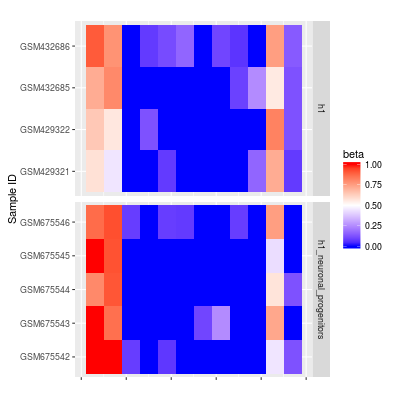 Sample ID
GSM432686
GSM432685
GSM429322
GSM429321
h1
GSM675546
GSM675545
GSM675544
GSM675543
GSM675542
h1_neuronal_progenitors
beta
1.00
0.75
0.50
0.25
0.00